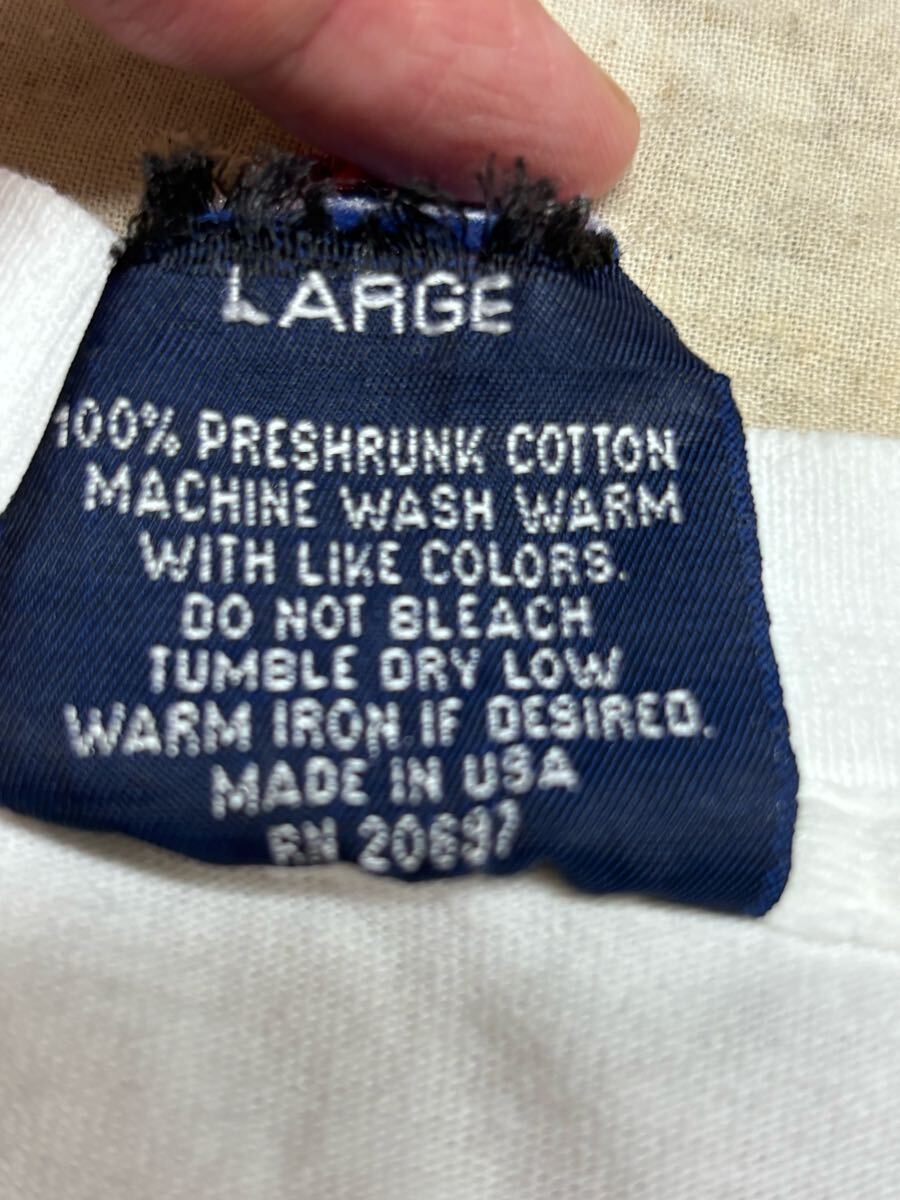 LARGE
100% PRESHRUNK COTTON
MACHINE WASH WARM
WITH LIKE COLORS.
DO NOT BLEACH
TUMBLE DRY LOW
WARM IRON IF DESIRED.
MADE IN USA
RN 20697